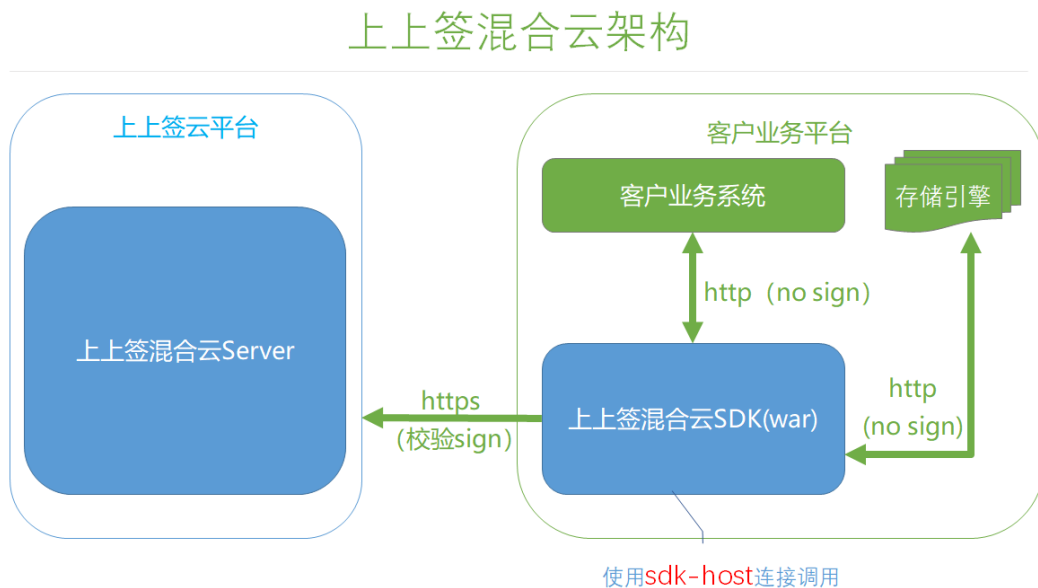 上上签混合云架构
上上签云平台
上上签混合云Server
客户业务平台
客户业务系统
存储引擎
http（no sign）
https
（校验sign）
上上签混合云SDK(war)
http
(no sign)
使用sdk-host连接调用